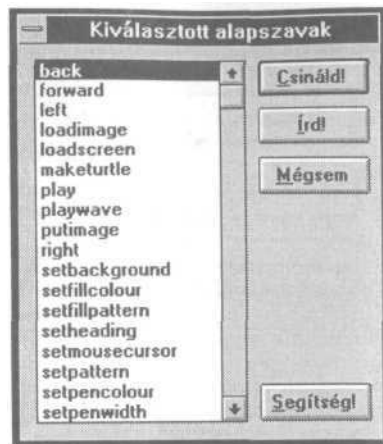 Kiválasztott alapszavak
back
forward
left
loadimage
loadscreen
maketurtle
play
playwave
putimage
right
setbackground
setfillcolour
setfillpattern
setheading
setmousecursor
setpattern
setpencolour
setpenwidth
Csináld!
Írd!
Mégsem
Segítség!